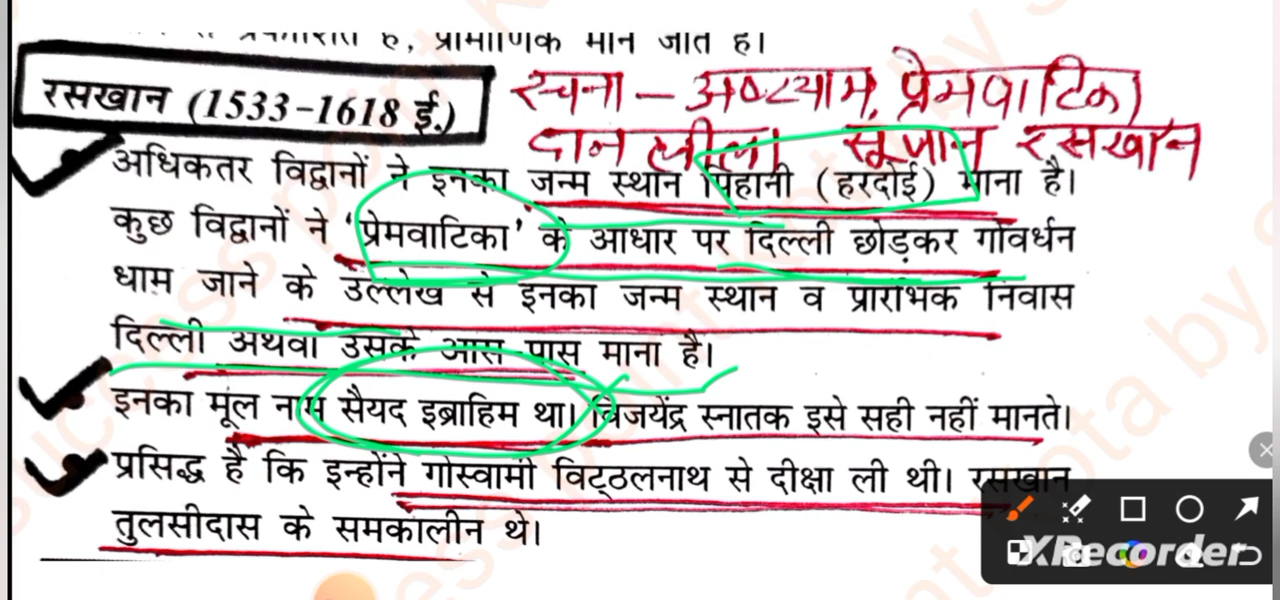 प्रामाणिक माने जाते हैं।
रसखान (1533-1618 ई.)
रचना - अष्टयाम, प्रेमवाटिका
दान लीला सूजान रसखान
अधिकतर विद्वानों ने इनका जन्म स्थान पिहानी (हरदोई) माना है।
कुछ विद्वानों ने 'प्रेमवाटिका' के आधार पर दिल्ली छोड़कर गोवर्धन
धाम जाने के उल्लेख से इनका जन्म स्थान व प्रारंभिक निवास
दिल्ली अथवा उसके आस-पास माना है।
इनका मूल नाम सैयद इब्राहिम था। विजयेंद्र स्नातक इसे सही नहीं मानते।
प्रसिद्ध है कि इन्होंने गोस्वामी विट्ठलनाथ से दीक्षा ली थी। रसखान
तुलसीदास के समकालीन थे।
XRecorder